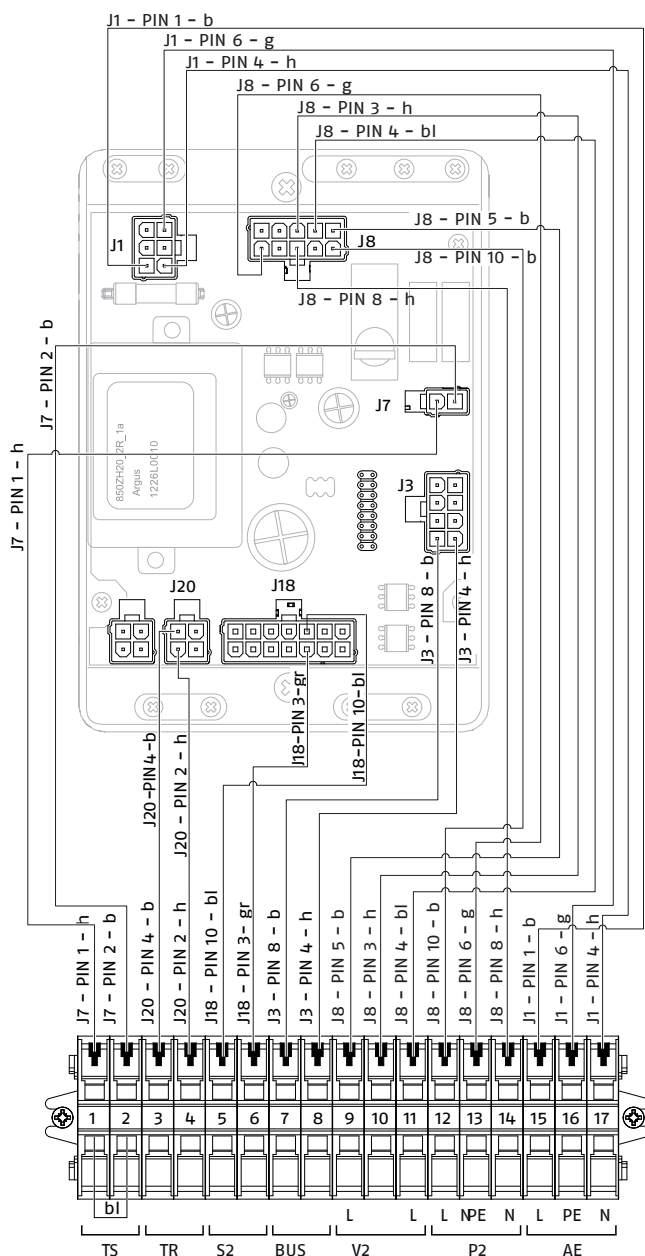 J1 - PIN 1 - b
J1 - PIN 6 - g
J1 - PIN 4 - h
J8 - PIN 6 - g
J8 - PIN 3 - h
J8 - PIN 4 - bl
J1
J8
J8 - PIN 5 - b
J8 - PIN 10 - b
J8 - PIN 8 - h
J7 - PIN 2 - b
J7 - PIN 1 - h
J7
850ZH20_2R_1a
Argus
1226L0010
J3
J3 - PIN 8 - b
J3 - PIN 4 - h
J20
J18
J20 -PIN 4-b
J20 - PIN 2 - h
J18-PIN 3-gr
J18-PIN 10-bl
J7 - PIN 1 - h
J7 - PIN 2 - b
J20 - PIN 4 - b
J20 - PIN 2 - h
J18 - PIN 10 - bl
J18 - PIN 3- gr
J3 - PIN 8 - b
J3 - PIN 4 - h
J8 - PIN 5 - b
J8 - PIN 3 - h
J8 - PIN 4 - bl
J8 - PIN 10 - b
J8 - PIN 6 - g
J8 - PIN 8 - h
J1 - PIN 1 - b
J1 - PIN 6 - g
J1 - PIN 4 - h
1 2 3 4 5 6 7 8 9 10 11 12 13 14 15 16 17
bl
L L L NPE N L PE N
TS TR S2 BUS V2 P2 AE